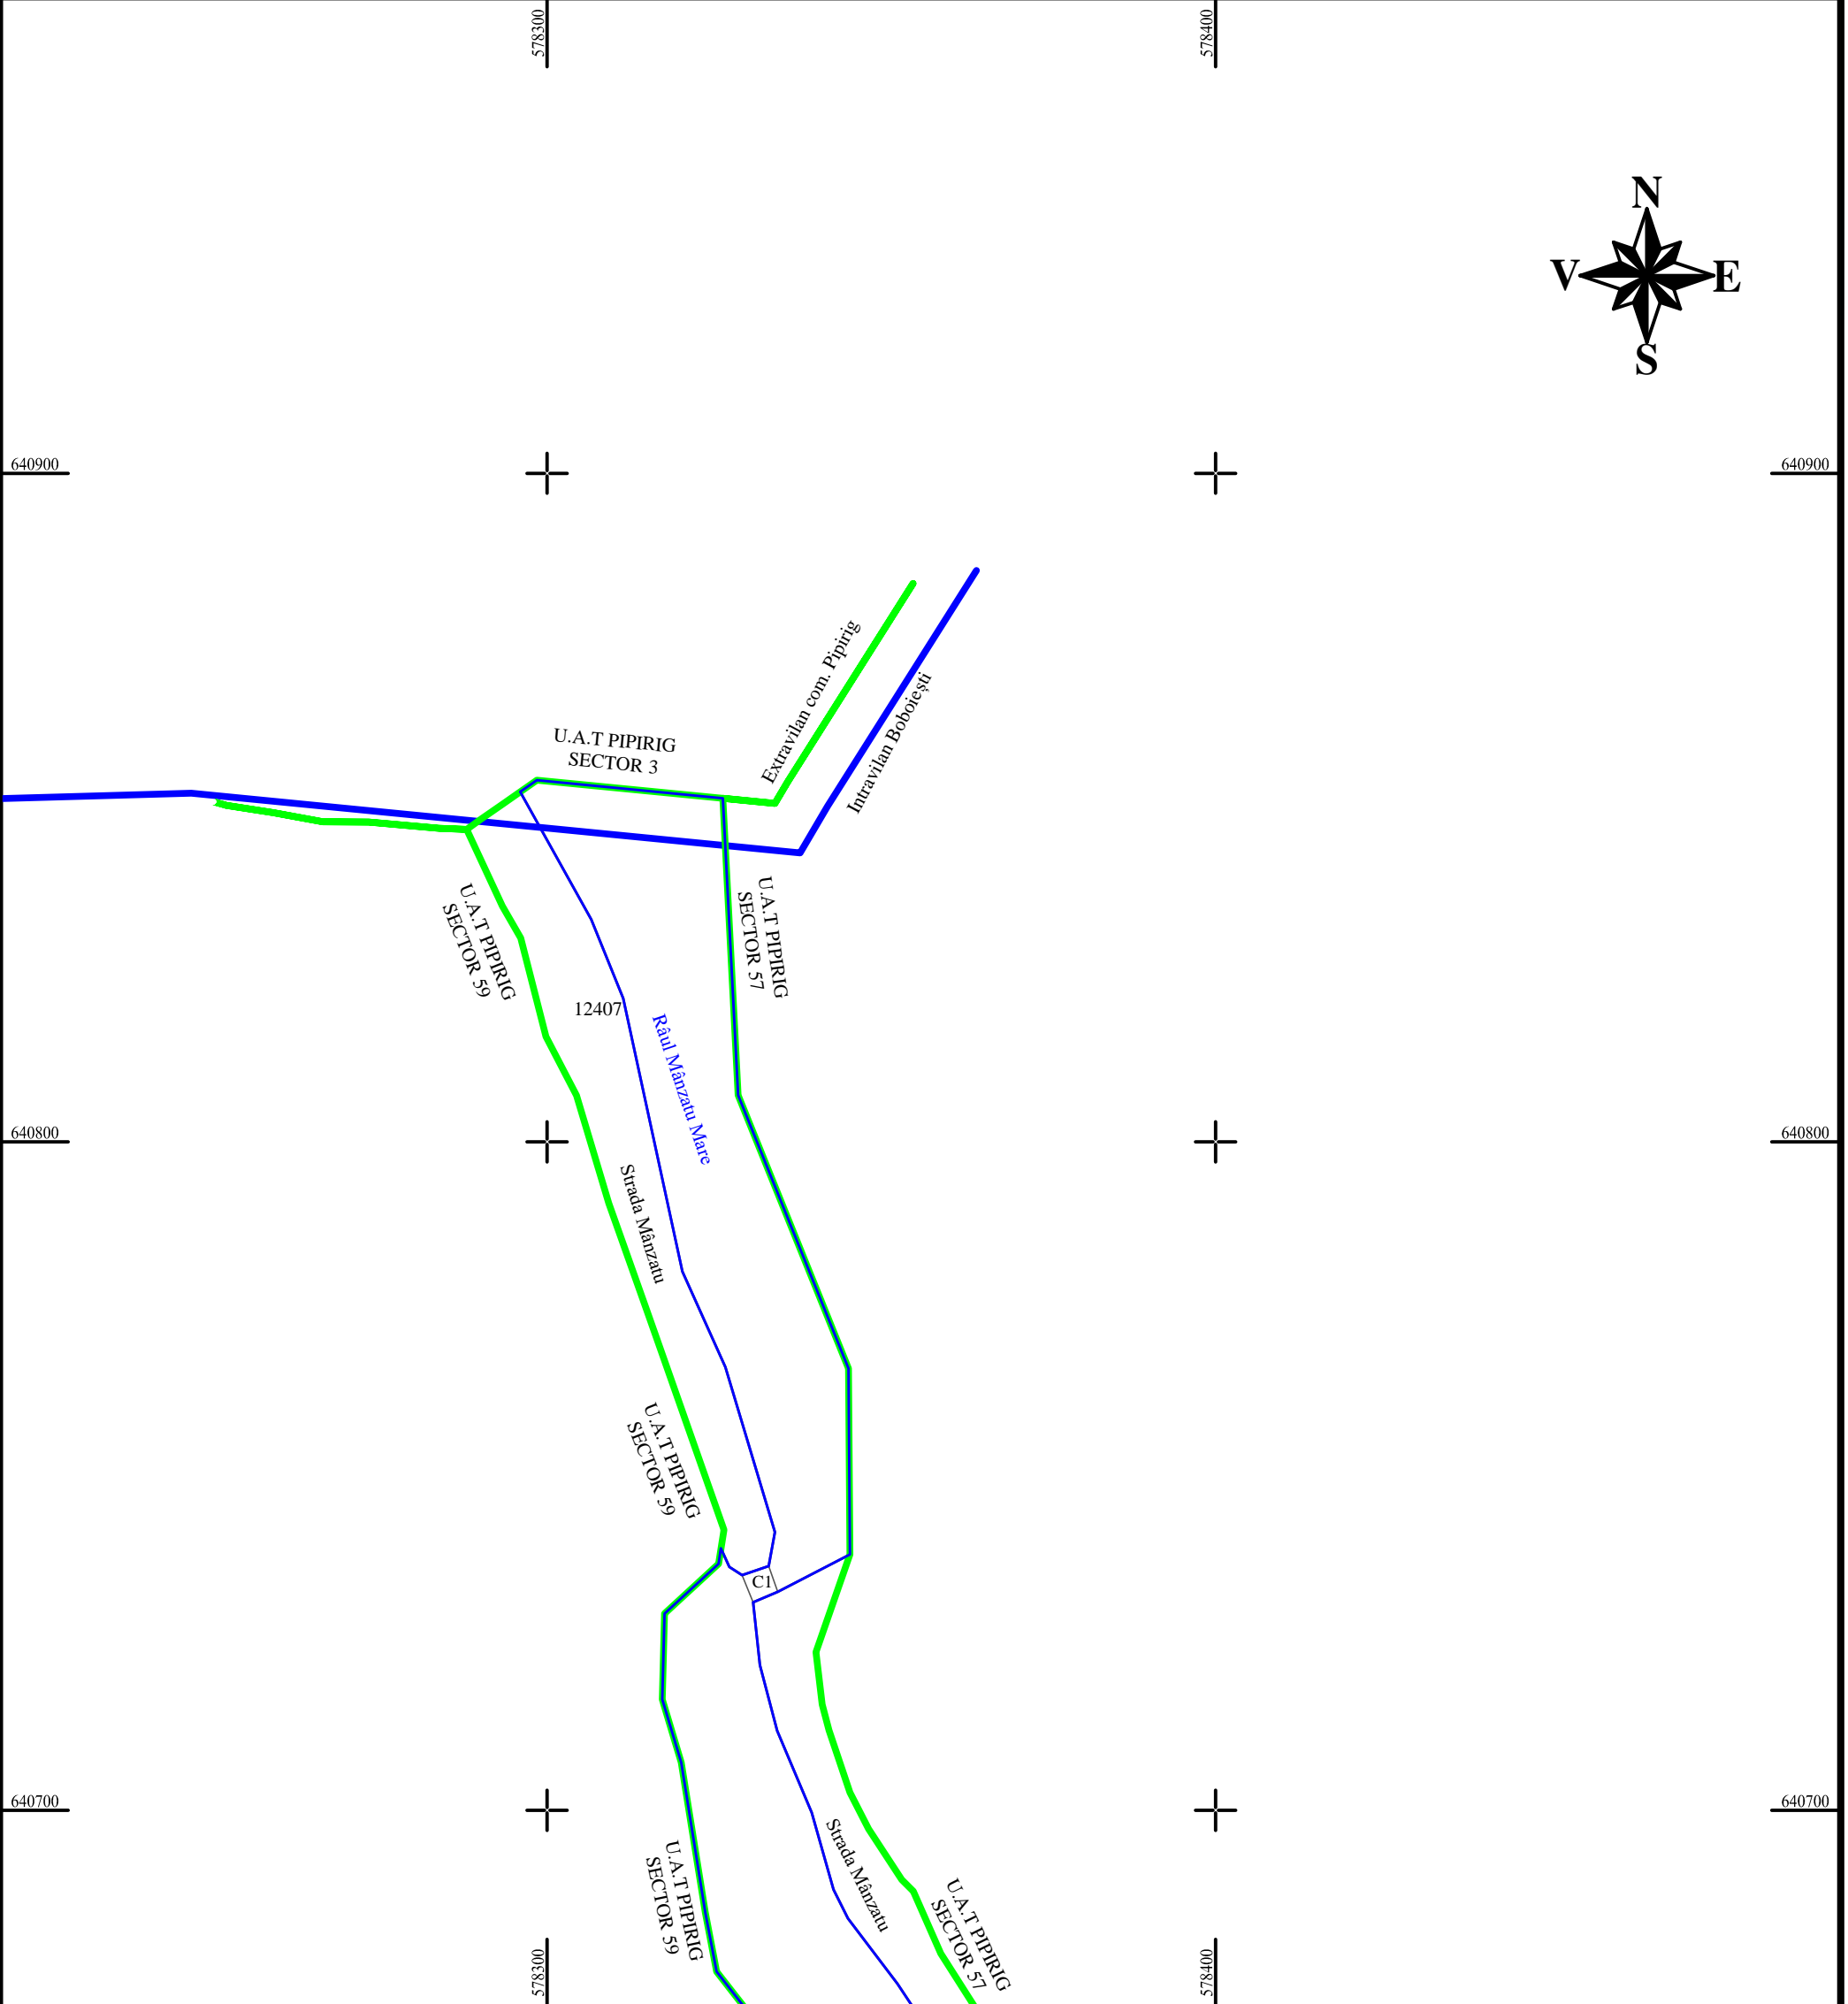 578300
578400
N
V
E
S
640900
640900
Extravilan com. Pipirig
Intravilan Boboiești
U.A.T PIPIRIG
SECTOR 3
U.A.T PIPIRIG
SECTOR 59
U.A.T PIPIRIG
SECTOR 57
12407
Râul Mânzatu Mare
640800
640800
Strada Mânzatu
U.A.T PIPIRIG
SECTOR 59
C1
640700
640700
Strada Mânzatu
U.A.T PIPIRIG
SECTOR 59
U.A.T PIPIRIG
SECTOR 57
578300
578400